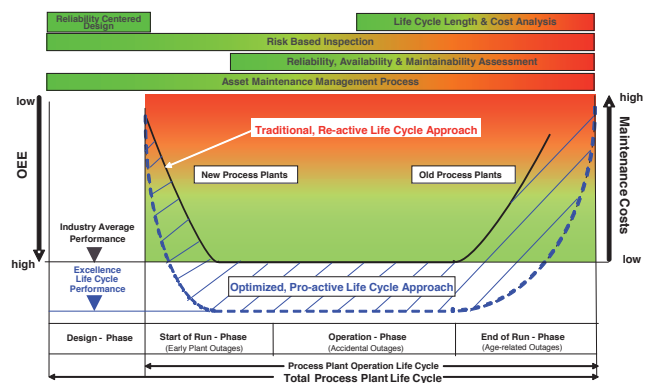 Reliability Centered
Design
Life Cycle Length & Cost Analysis
Risk Based Inspection
Reliability, Availability & Maintainability Assessment
Asset Maintenance Management Process
low
high
OEE
Maintenance Costs
Traditional, Re-active Life Cycle Approach
New Process Plants
Old Process Plants
Industry Average
Performance
high
low
Excellence
Life Cycle
Performance
Optimized, Pro-active Life Cycle Approach
Design - Phase
Start of Run - Phase
(Early Plant Outages)
Operation - Phase
(Accidental Outages)
End of Run - Phase
(Age-related Outages)
Process Plant Operation Life Cycle
Total Process Plant Life Cycle